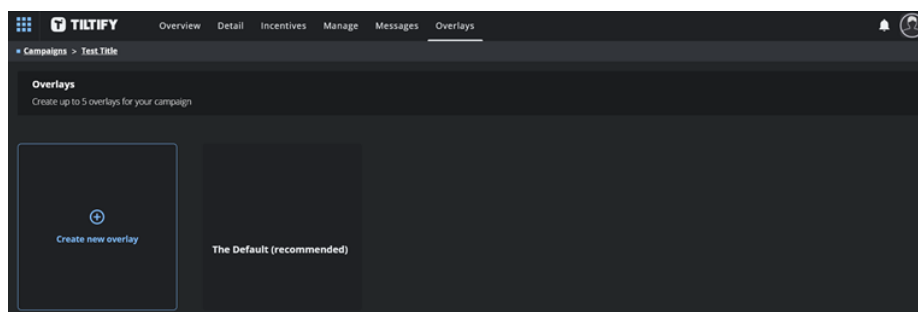 TILTIFY Overview Detail Incentives Manage Messages Overlays
Campaigns > Test Title
Overlays
Create up to 5 overlays for your campaign
Create new overlay
The Default (recommended)